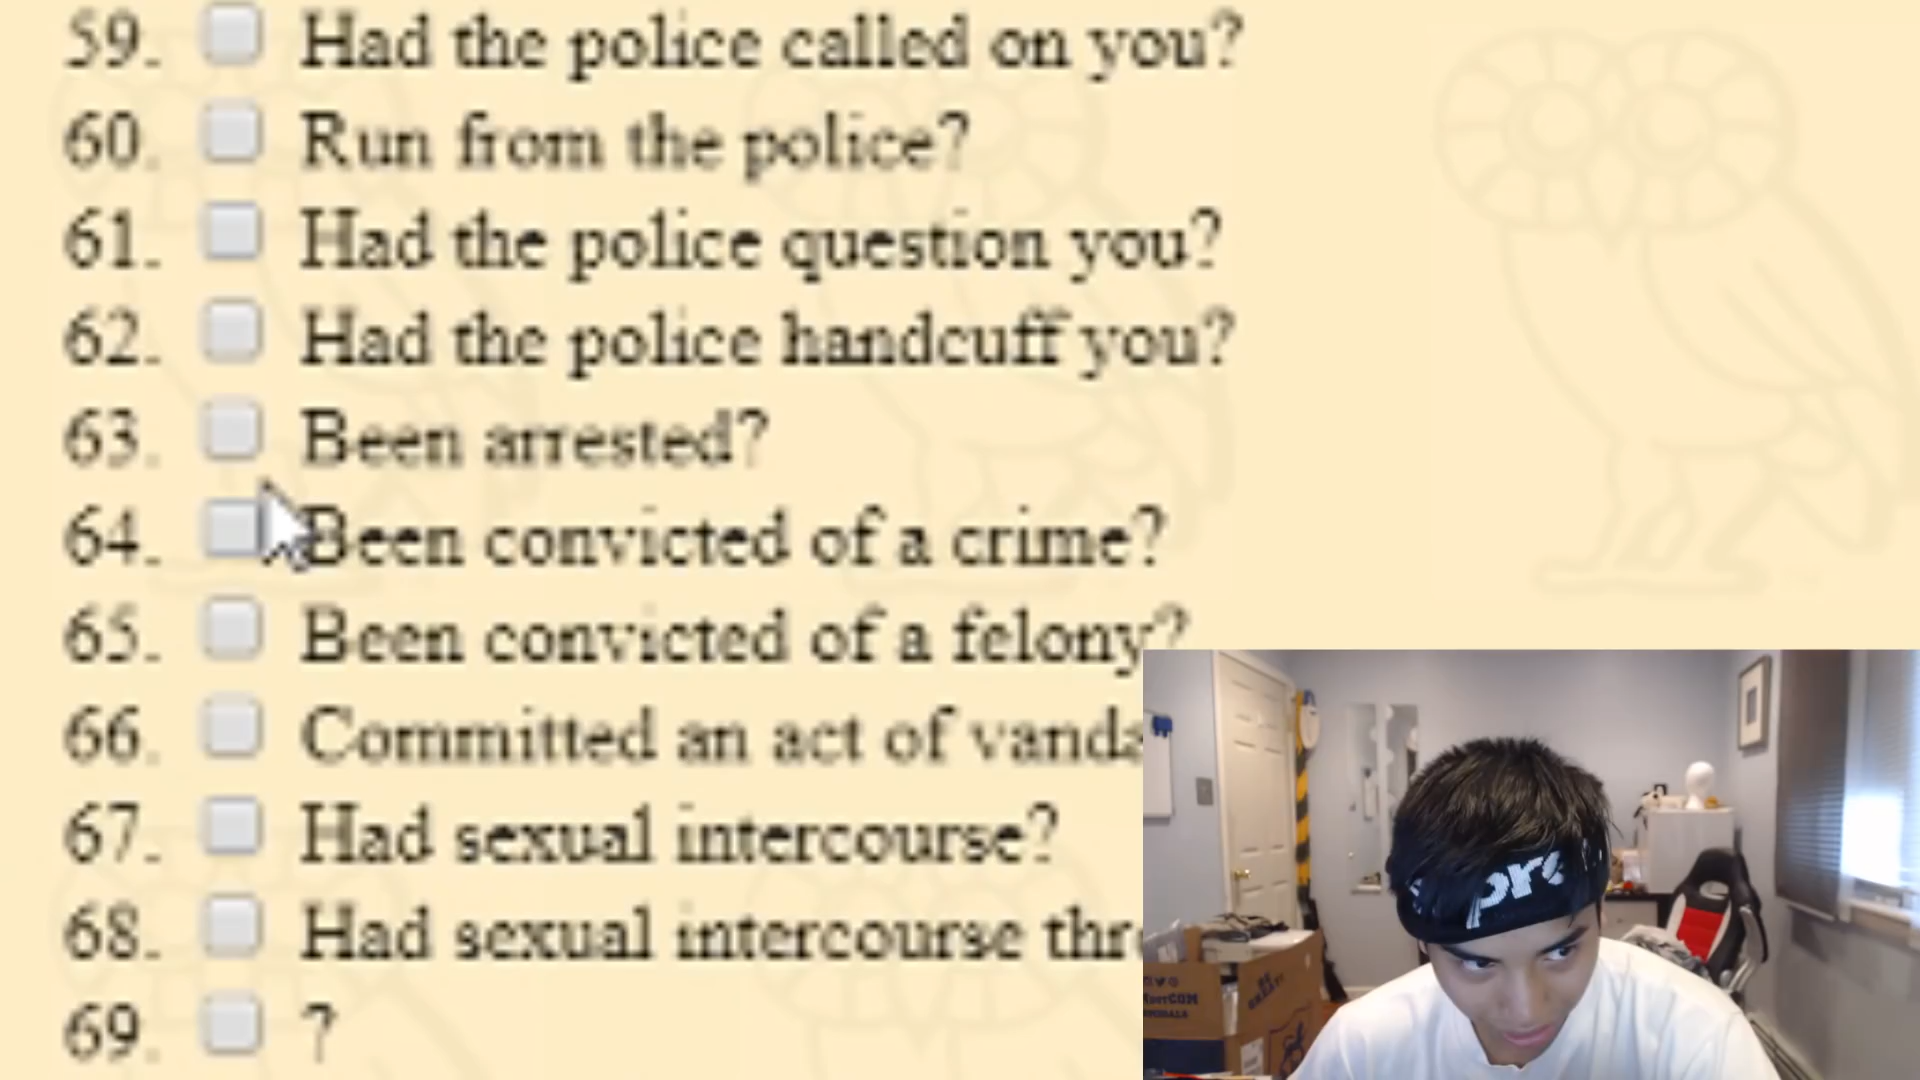 59. Had the police called on you?
60. Run from the police?
61. Had the police question you?
62. Had the police handcuff you?
63. Been arrested?
64. Been convicted of a crime?
65. Been convicted of a felony?
66. Committed an act of vanda
67. Had sexual intercourse?
68. Had sexual intercourse thr
69. ?
pre